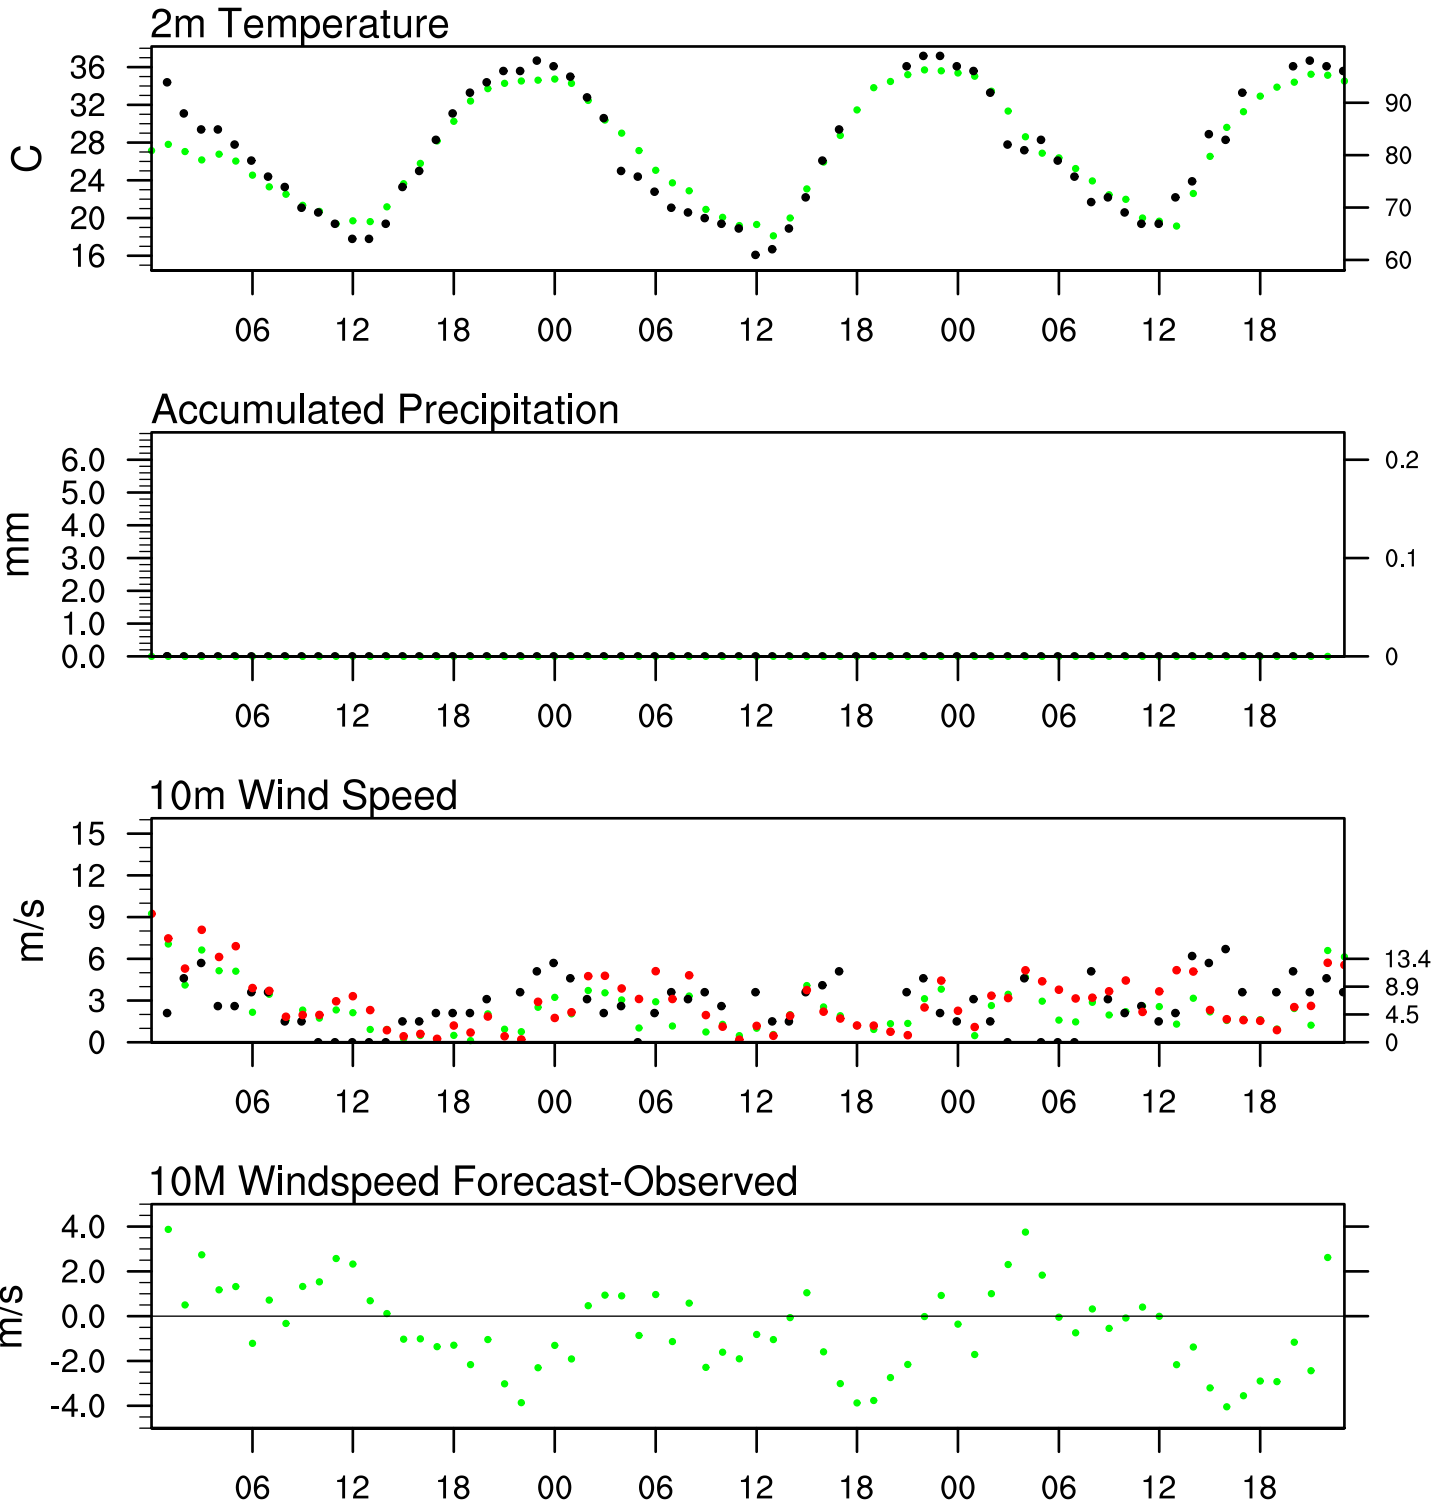 2m Temperature
36
32
28
24
20
16
C
90
80
70
60
06 12 18 00 06 12 18 00 06 12 18
Accumulated Precipitation
6.0
5.0
4.0
3.0
2.0
1.0
0.0
mm
0.2
0.1
0
06 12 18 00 06 12 18 00 06 12 18
10m Wind Speed
15
12
9
6
3
0
m/s
13.4
8.9
4.5
0
06 12 18 00 06 12 18 00 06 12 18
10M Windspeed Forecast-Observed
4.0
2.0
0.0
-2.0
-4.0
m/s
06 12 18 00 06 12 18 00 06 12 18